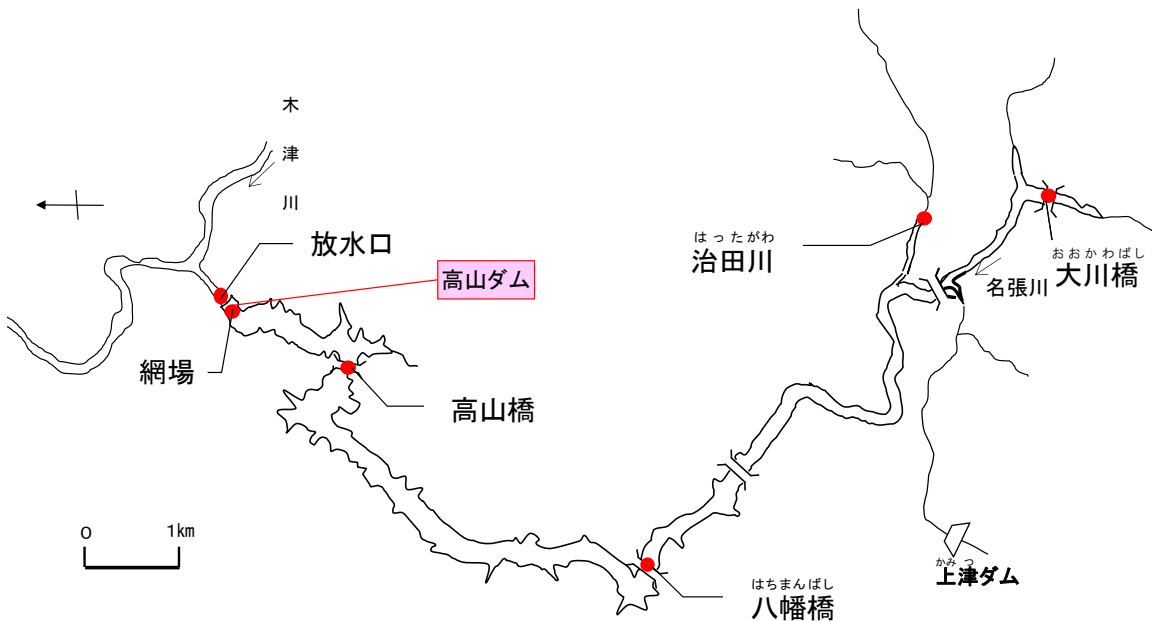 木津川
放水口
高山ダム
網場
高山橋
はったがわ
治田川
おおかわばし
大川橋
名張川
0 1km
はちまんばし
八幡橋
かみつ
上津ダム